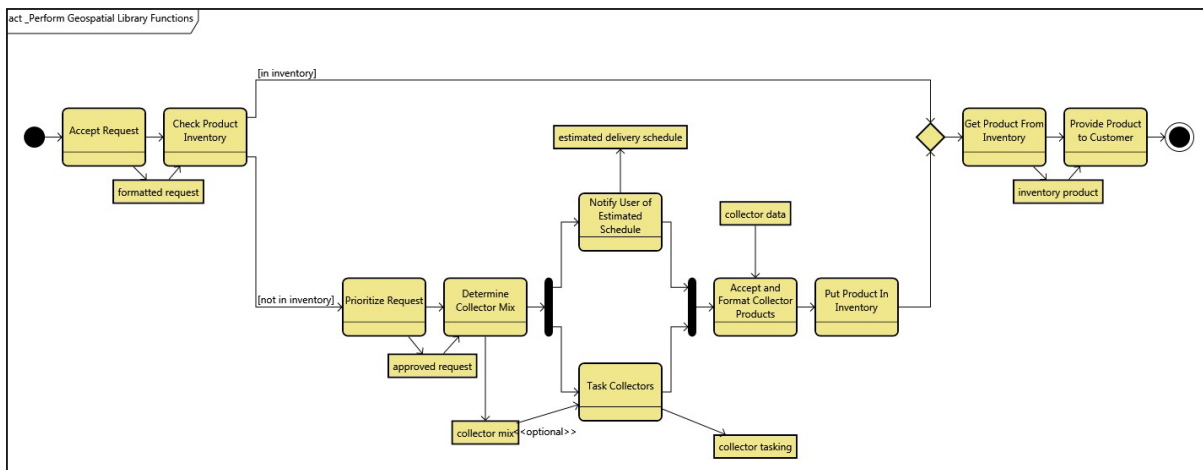 act _Perform Geospatial Library Functions
[in inventory]
Accept Request
Check Product
Inventory
formatted request
estimated delivery schedule
Notify User of
Estimated
Schedule
collector data
Get Product From
Inventory
Provide Product
to Customer
inventory product
[not in inventory]
Prioritize Request
Determine
Collector Mix
approved request
Accept and
Format Collector
Products
Put Product In
Inventory
Task Collectors
collector mix
<<optional>>
collector tasking